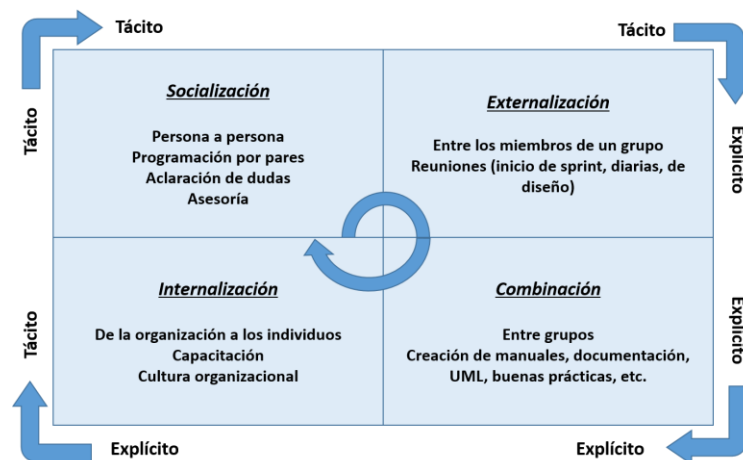 Tácito
Tácito
Tácito
Explícito
Socialización
Persona a persona
Programación por pares
Aclaración de dudas
Asesoría
Externalización
Entre los miembros de un grupo
Reuniones (inicio de sprint, diarias, de
diseño)
Internalización
De la organización a los individuos
Capacitación
Cultura organizacional
Combinación
Entre grupos
Creación de manuales, documentación,
UML, buenas prácticas, etc.
Tácito
Explícito
Explícito
Explícito